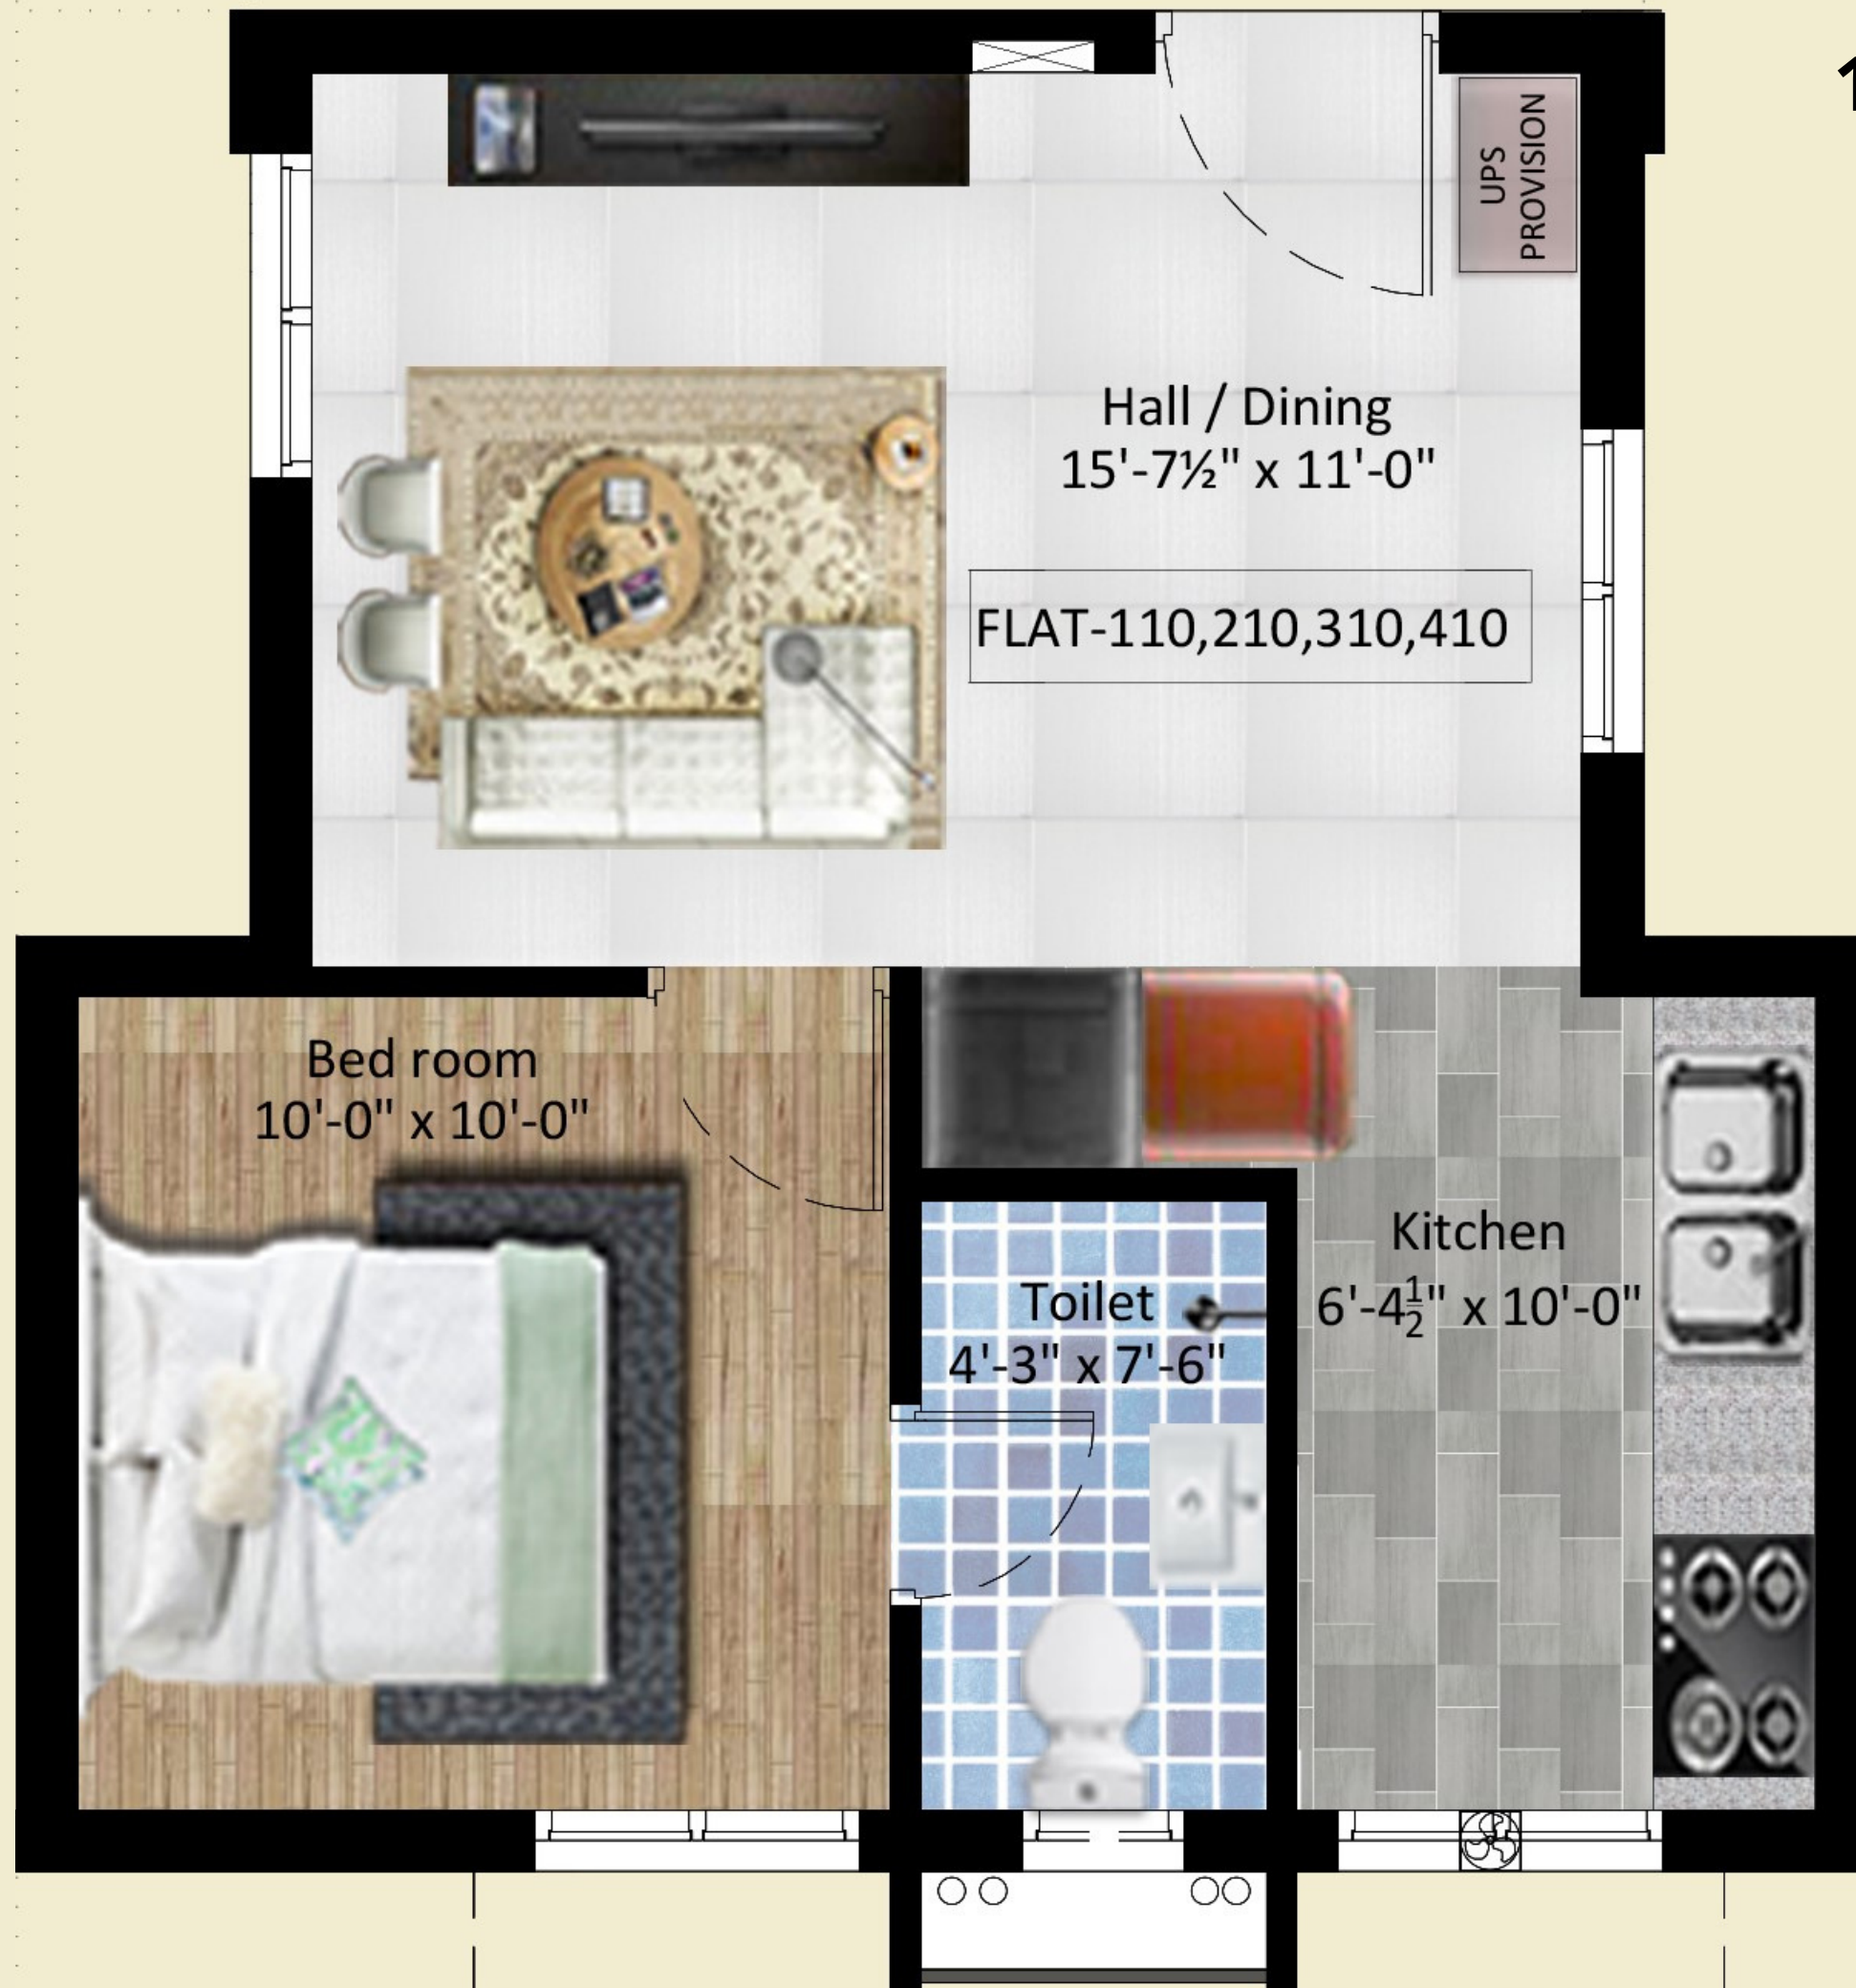 UPS
PROVISION
Hall / Dining
15'-7½" x 11'-0"
FLAT-110,210,310,410
Bed room
10'-0" x 10'-0"
Kitchen
6'-4½" x 10'-0"
Toilet
4'-3" x 7'-6"